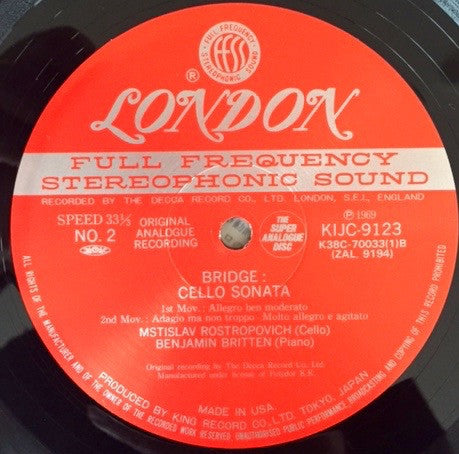 FULL FREQUENCY
STEREOPHONIC SOUND
FFSS
®
LONDON
FULL FREQUENCY
STEREOPHONIC SOUND
RECORDED BY THE DECCA RECORD CO., LTD. LONDON, S.E.I., ENGLAND
SPEED 33⅓
NO. 2
ORIGINAL
ANALOGUE
RECORDING
THE
SUPER
ANALOGUE
DISC
℗ 1969
KIJC-9123
K38C-70033(1)B
(ZAL. 9194)
BRIDGE :
CELLO SONATA
1st Mov. : Allegro ben moderato
2nd Mov. : Adagio ma non troppo - Molto allegro e agitato
MSTISLAV ROSTROPOVICH (Cello)
BENJAMIN BRITTEN (Piano)
Original recording by The Decca Record Co. Ltd.
Manufactured under license of Polydor K.K.
MADE IN USA.
PRODUCED BY KING RECORD CO., LTD. TOKYO, JAPAN
ALL RIGHTS OF THE MANUFACTURER AND OF THE OWNER OF THE RECORDED WORK RESERVED UNAUTHORISED PUBLIC PERFORMANCE, BROADCASTING AND COPYING OF THIS RECORD PROHIBITED